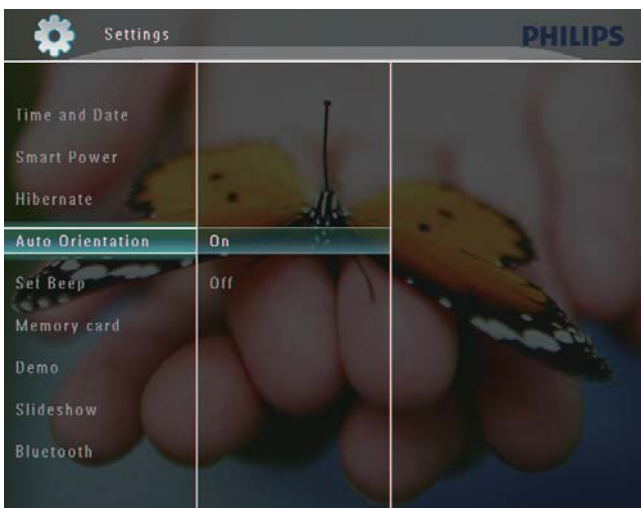 Settings
PHILIPS
Time and Date
Smart Power
Hibernate
Auto Orientation
On
Set Beep
Off
Memory card
Demo
Slideshow
Bluetooth